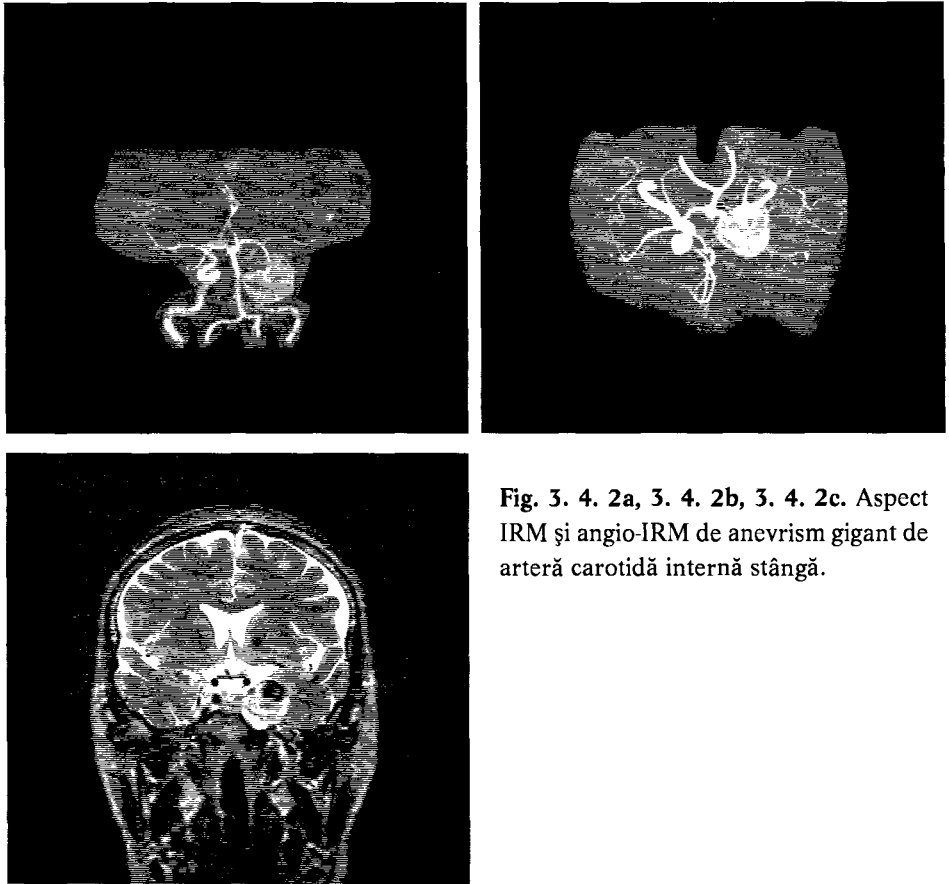 Fig. 3. 4. 2a, 3. 4. 2b, 3. 4. 2c. Aspect
IRM şi angio-IRM de anevrism gigant de
arteră carotidă internă stângă.